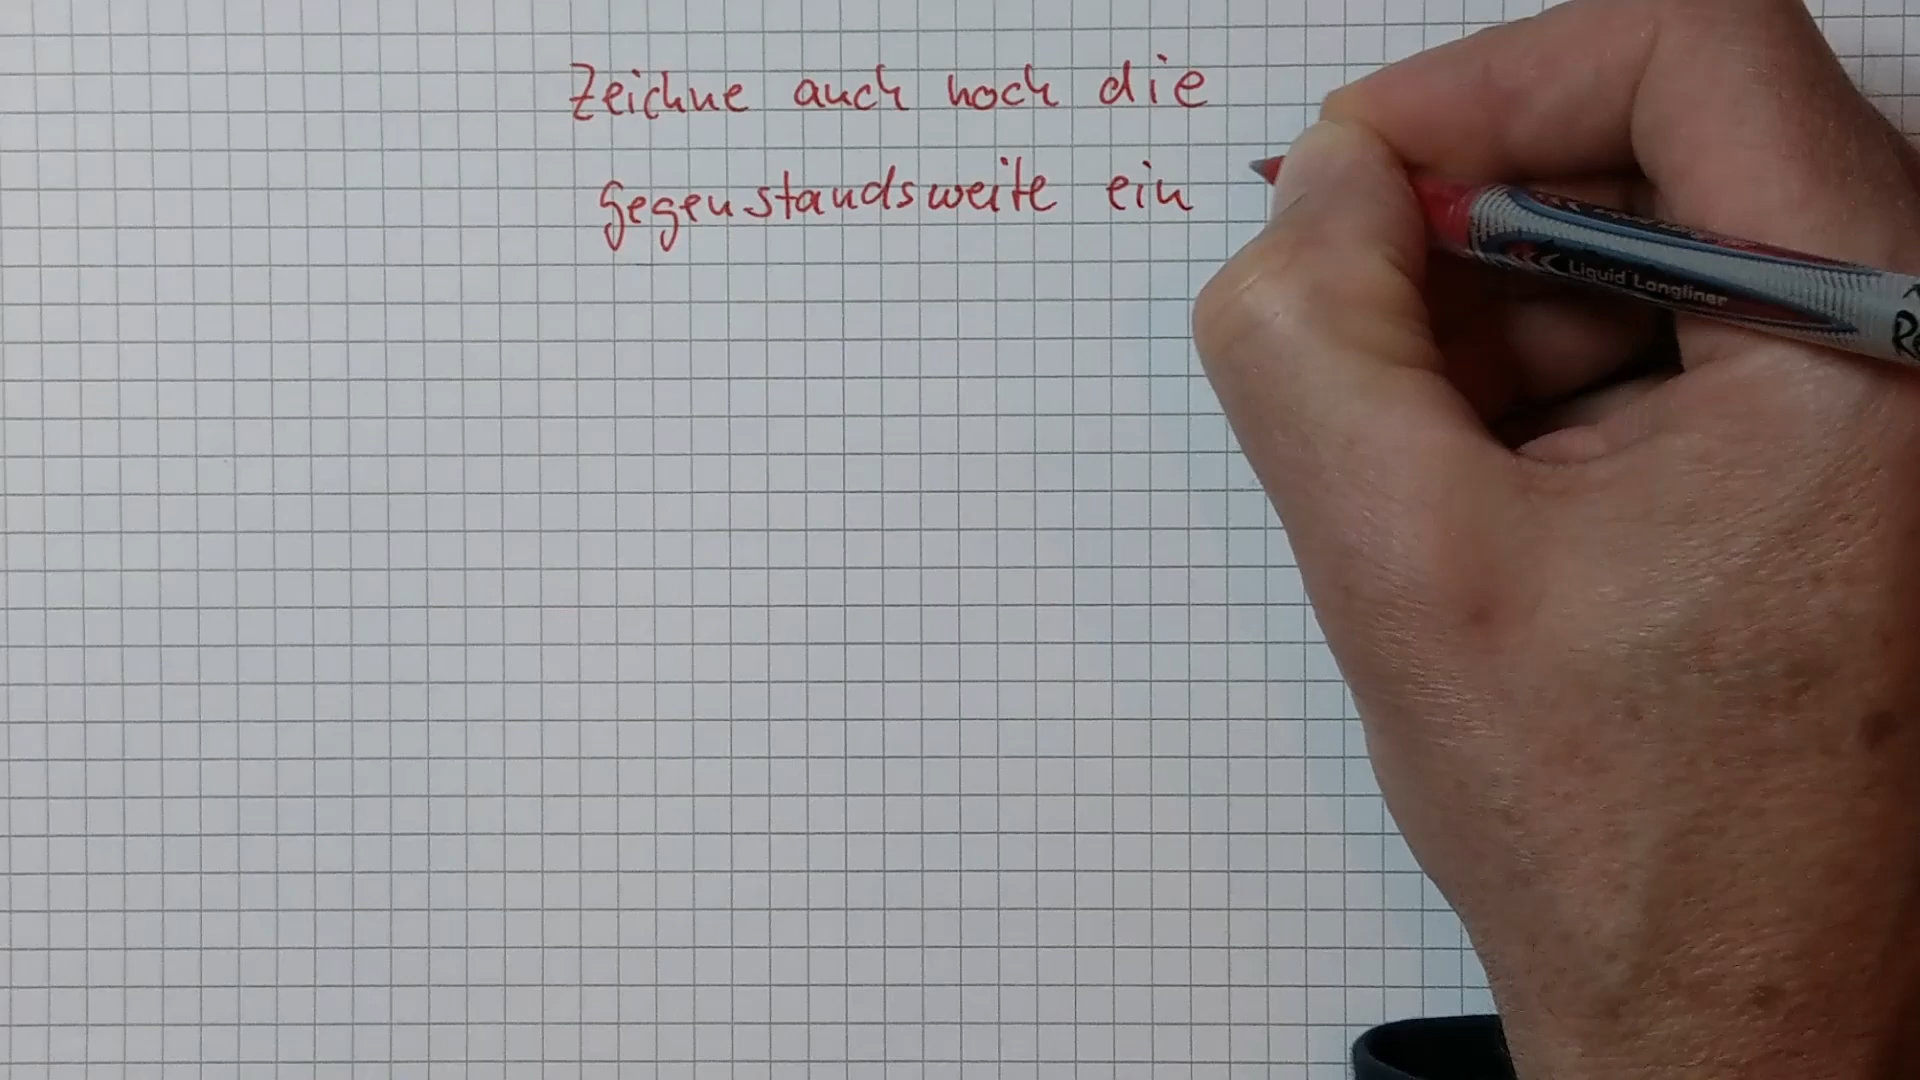 Zeichne auch noch die
Gegenstandsweite ein
Liquid Longliner